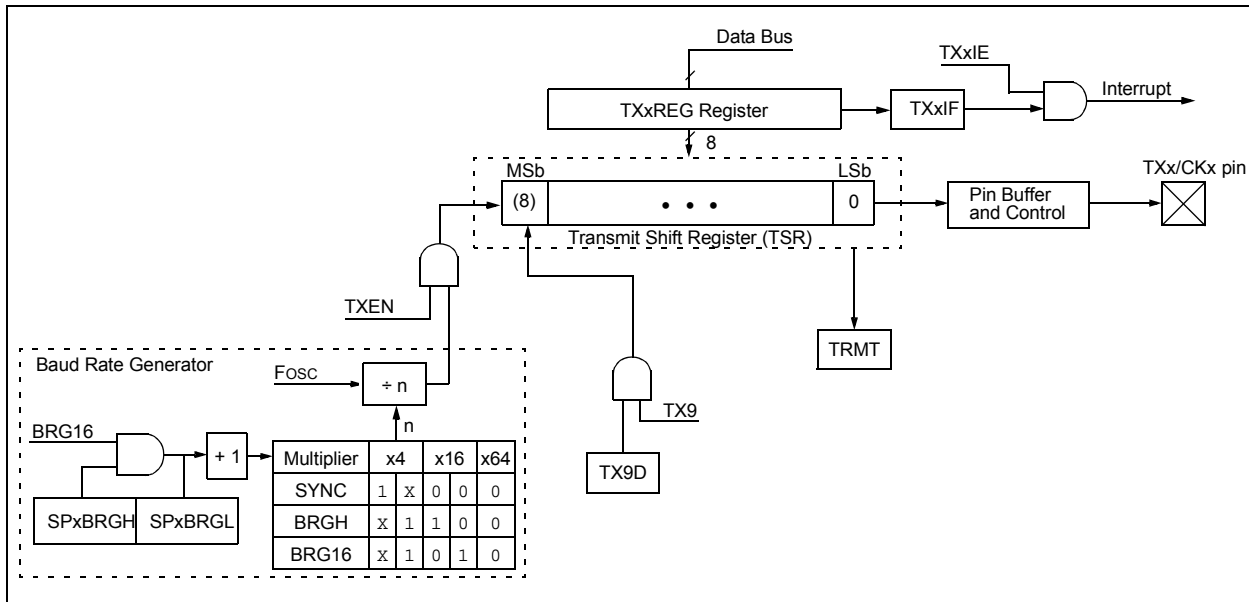 Data Bus
TXxIE
Interrupt
TXxREG Register
TXxIF
8
MSb
LSb
TXx/CKx pin
(8)
• • •
0
Pin Buffer
and Control
Transmit Shift Register (TSR)
TXEN
TRMT
Baud Rate Generator
FOSC
÷ n
TX9
n
BRG16
+ 1
Multiplier x4 x16 x64
TX9D
SYNC 1 X 0 0 0
SPxBRGH SPxBRGL
BRGH X 1 1 0 0
BRG16 X 1 0 1 0